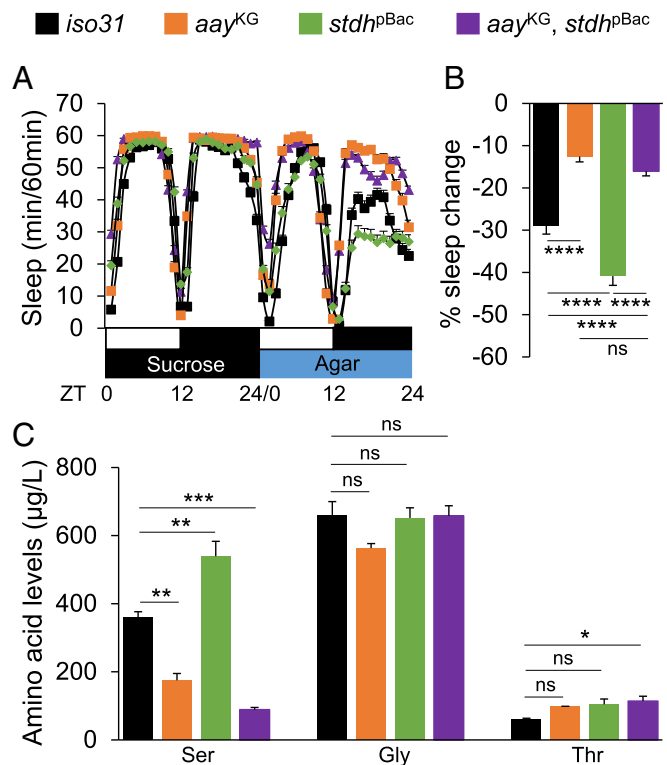 iso31 aayKG stdhpBac aayKG, stdhpBac
A
Sleep (min/60min)
70
60
50
40
30
20
10
0
Sucrose Agar
ZT 0 12 24/0 12 24
B
% sleep change
0
-10
-20
-30
-40
-50
-60
****
**** ****
****
ns
C
Amino acid levels (µg/L)
800
600
400
200
0
***
**
**
ns
ns
ns
*
ns
ns
Ser Gly Thr